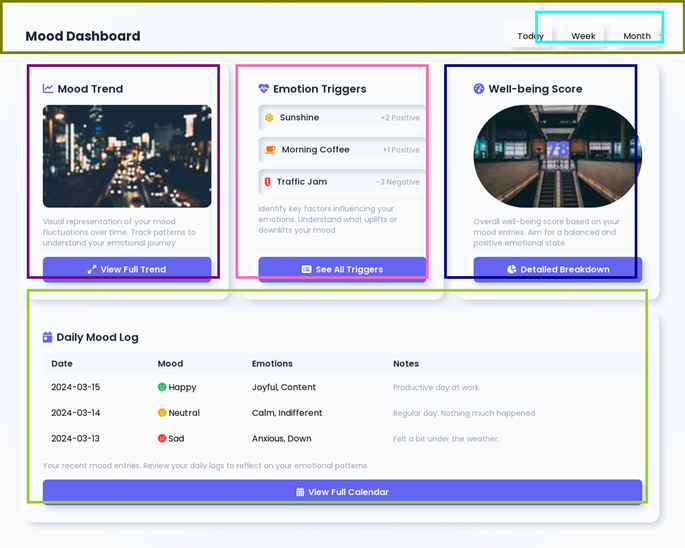 Mood Dashboard
Today Week Month
Mood Trend
Visual representation of your mood
fluctuations over time. Track patterns to
understand your emotional journey.
View Full Trend
Emotion Triggers
Sunshine +2 Positive
Morning Coffee +1 Positive
Traffic Jam -3 Negative
Identify key factors influencing your
emotions. Understand what uplifts or
downlifts your mood.
See All Triggers
Well-being Score
78
Overall well-being score based on your
mood entries. Aim for a balanced and
positive emotional state.
Detailed Breakdown
Daily Mood Log
Date Mood Emotions Notes
2024-03-15 Happy Joyful, Content Productive day at work.
2024-03-14 Neutral Calm, Indifferent Regular day. Nothing much happened.
2024-03-13 Sad Anxious, Down Felt a bit under the weather.
Your recent mood entries. Review your daily logs to reflect on your emotional patterns.
View Full Calendar